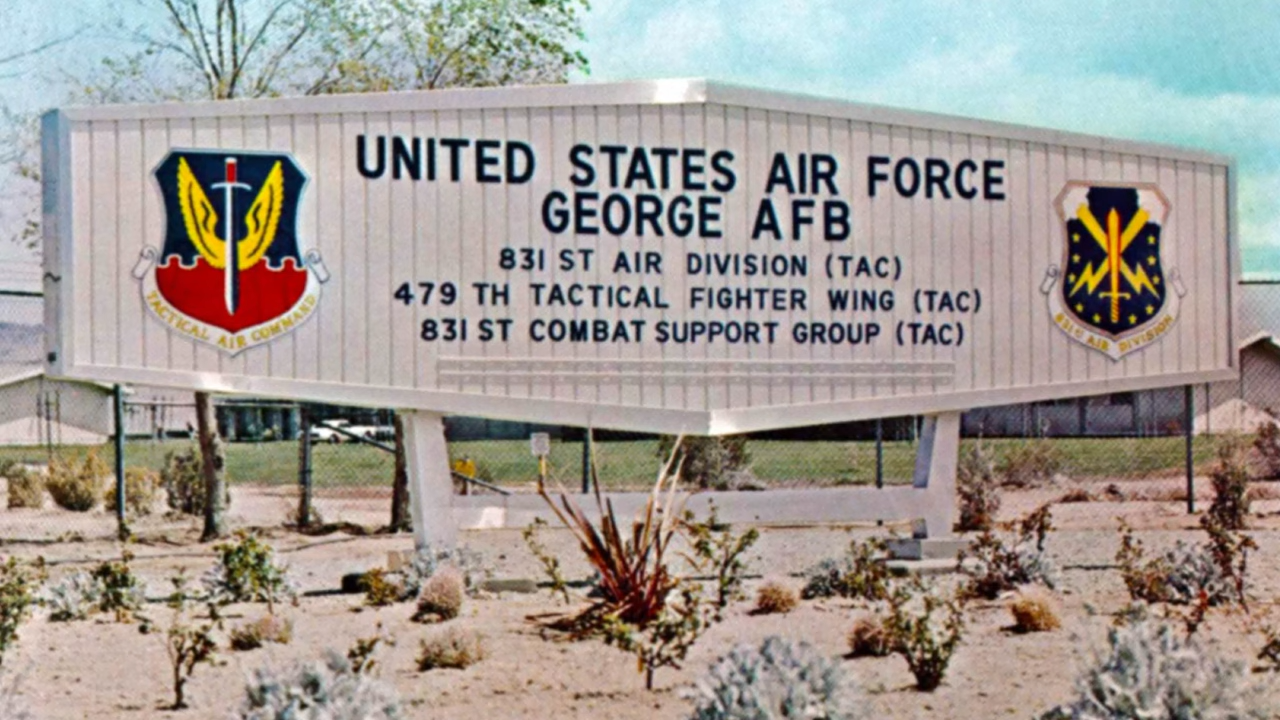 UNITED STATES AIR FORCE
GEORGE AFB
831 ST AIR DIVISION (TAC)
479 TH TACTICAL FIGHTER WING (TAC)
831 ST COMBAT SUPPORT GROUP (TAC)
TACTICAL AIR COMMAND
831ST AIR DIVISION